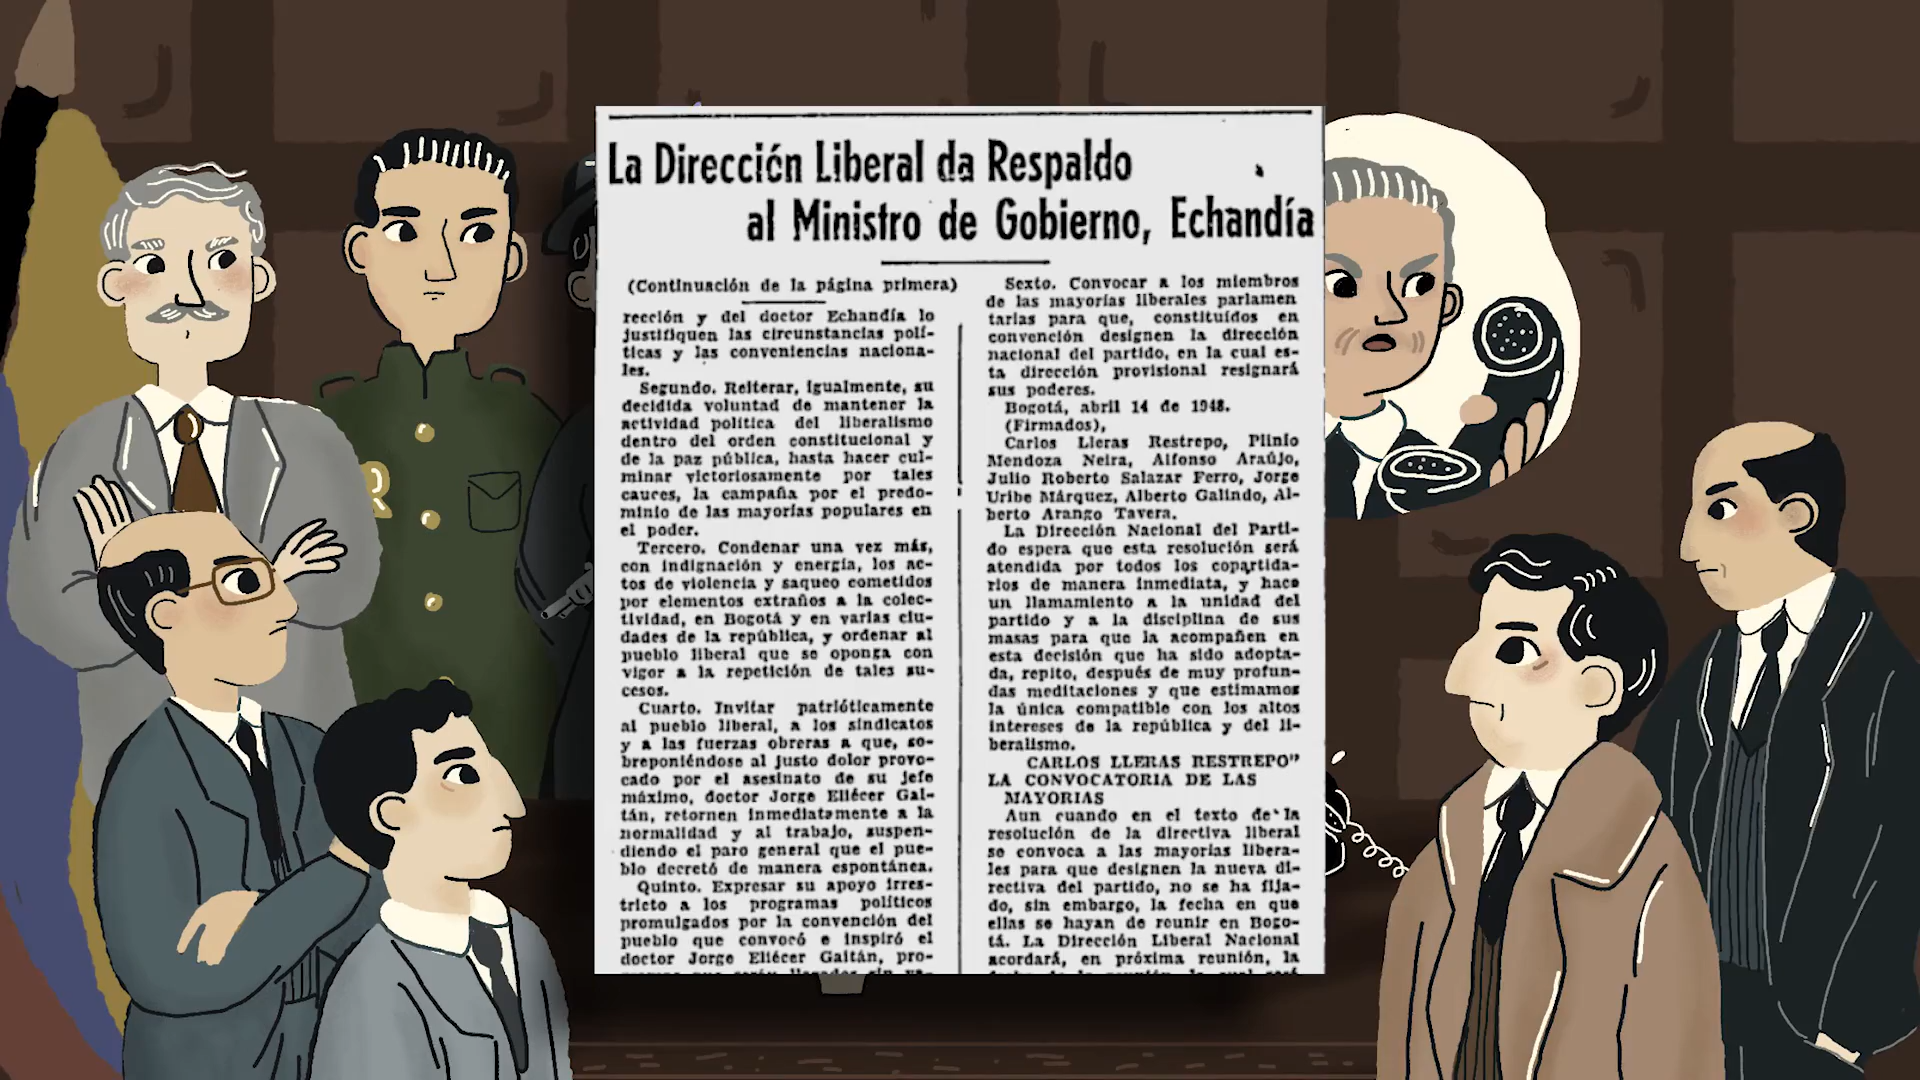 La Dirección Liberal da Respaldo
al Ministro de Gobierno, Echandía
(Continuación de la página primera)
rección y del doctor Echandía lo
justifiquen las circunstancias polí-
ticas y las conveniencias naciona-
les.
Segundo. Reiterar, igualmente, su
decidida voluntad de mantener la
actividad política del liberalismo
dentro del orden constitucional y
de la paz pública, hasta hacer cul-
minar victoriosamente por tales
cauces, la campaña por el predo-
minio de las mayorías populares en
el poder.
Tercero. Condenar una vez más,
con indignación y energía, los ac-
tos de violencia y saqueo cometidos
por elementos extraños a la colec-
tividad, en Bogotá y en varias ciu-
dades de la república, y ordenar al
pueblo liberal que se oponga con
vigor a la repetición de tales su-
cesos.
Cuarto. Invitar patrióticamente
al pueblo liberal, a los sindicatos
y a las fuerzas obreras a que, so-
breponiéndose al justo dolor provo-
cado por el asesinato de su jefe
máximo, doctor Jorge Eliécer Gai-
tán, retornen inmediatamente a la
normalidad y al trabajo, suspen-
diendo el paro general que el pue-
blo decretó de manera espontánea.
Quinto. Expresar su apoyo irres-
tricto a los programas políticos
promulgados por la convención del
pueblo que convocó e inspiró el
doctor Jorge Eliécer Gaitán, pro-
Sexto. Convocar a los miembros
de las mayorías liberales parlamen
tarias para que, constituídos en
convención designen la dirección
nacional del partido, en la cual es-
ta dirección provisional resignará
sus poderes.
Bogotá, abril 14 de 1948.
(Firmados),
Carlos Lleras Restrepo, Plinio
Mendoza Neira, Alfonso Araújo,
Julio Roberto Salazar Ferro, Jorge
Uribe Márquez, Alberto Galindo, Al-
berto Arango Tavera.
La Dirección Nacional del Parti-
do espera que esta resolución será
atendida por todos los copartida-
rios de manera inmediata, y hace
un llamamiento a la unidad del
partido y a la disciplina de sus
masas para que la acompañen en
esta decisión que ha sido adopta-
da, repito, después de muy profun-
das meditaciones y que estimamos
la única compatible con los altos
intereses de la república y del li-
beralismo.
CARLOS LLERAS RESTREPO"
LA CONVOCATORIA DE LAS
MAYORIAS
Aun cuando en el texto de la
resolución de la directiva liberal
se convoca a las mayorías libera-
les para que designen la nueva di-
rectiva del partido, no se ha fija-
do, sin embargo, la fecha en que
ellas se hayan de reunir en Bogo-
tá. La Dirección Liberal Nacional
acordará, en próxima reunión, la
R